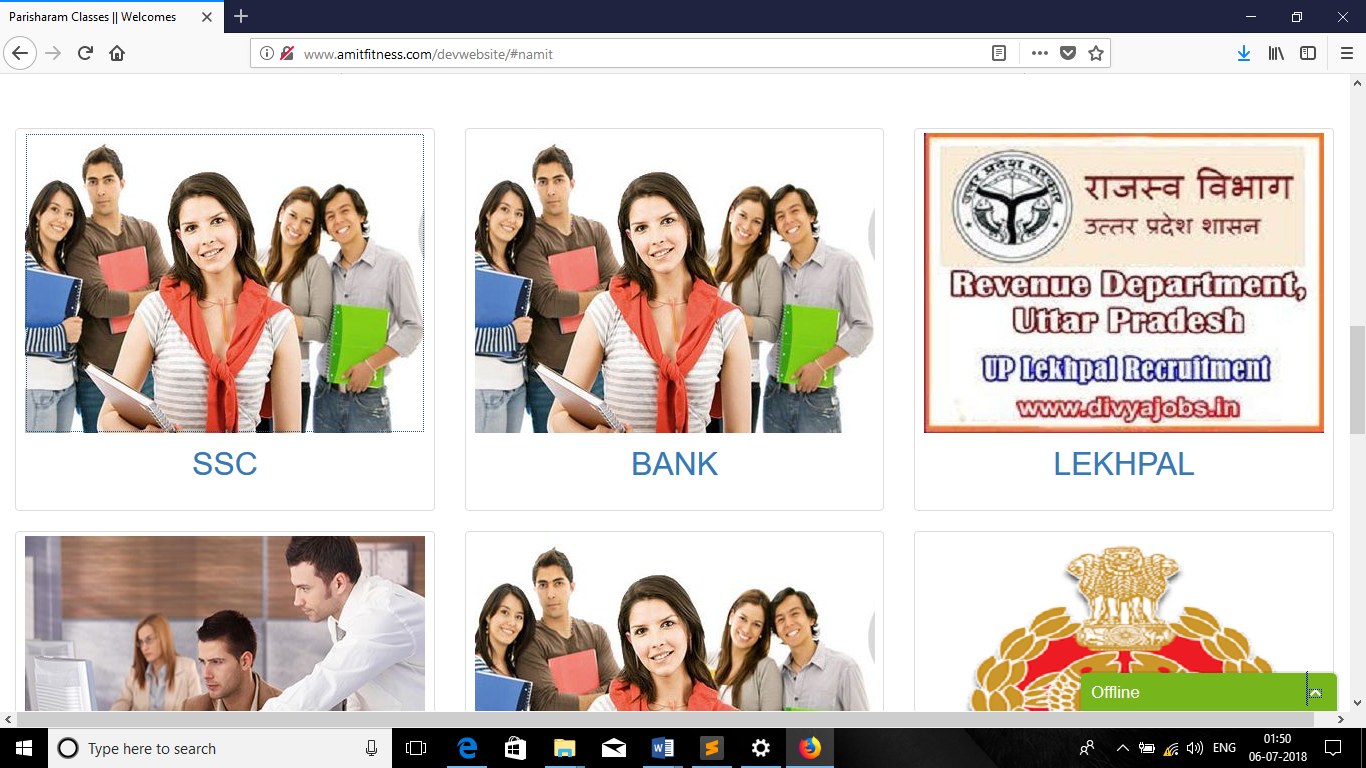 Parisharam Classes || Welcomes
www.amitfitness.com/devwebsite/#namit
राजस्व विभाग
उत्तर प्रदेश शासन
Revenue Department,
Uttar Pradesh
UP Lekhpal Recruitment
www.divyajobs.in
SSC
BANK
LEKHPAL
Offline
Type here to search
ENG
01:50
06-07-2018